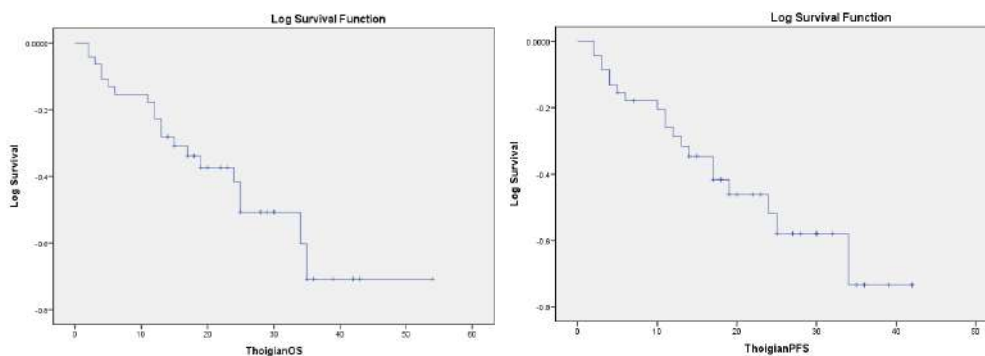 Log Survival Function
0.0000
-0.2
-0.4
-0.6
-0.8
Log Survival
0 10 20 30 40 50 60
ThoigianOS
Log Survival Function
0.0000
-0.2
-0.4
-0.6
-0.8
Log Survival
0 10 20 30 40 50
ThoigianPFS